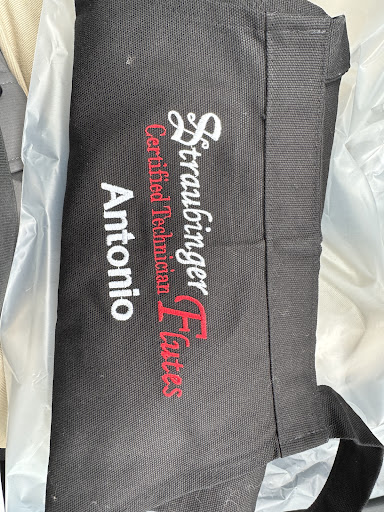 Straubinger Flutes
Certified Technician
Antonio